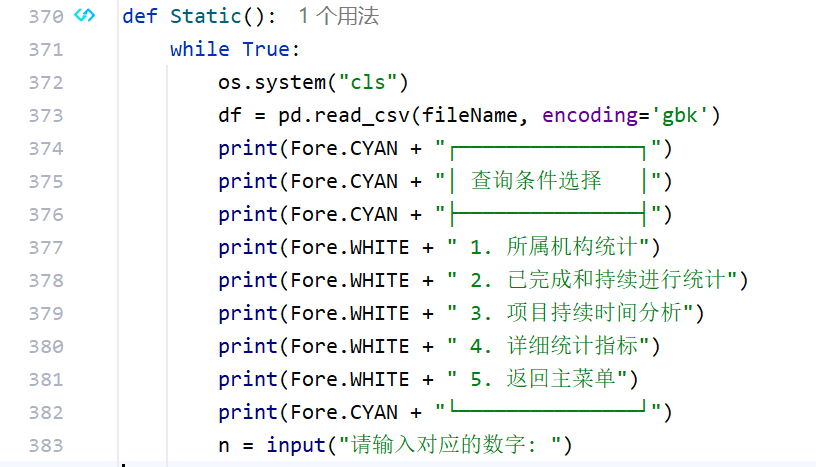 370 def Static(): 1个用法
371     while True:
372         os.system("cls")
373         df = pd.read_csv(fileName, encoding='gbk')
374         print(Fore.CYAN + "┌────────────────┐")
375         print(Fore.CYAN + "│ 查询条件选择   │")
376         print(Fore.CYAN + "├────────────────┤")
377         print(Fore.WHITE + " 1. 所属机构统计")
378         print(Fore.WHITE + " 2. 已完成和持续进行统计")
379         print(Fore.WHITE + " 3. 项目持续时间分析")
380         print(Fore.WHITE + " 4. 详细统计指标")
381         print(Fore.WHITE + " 5. 返回主菜单")
382         print(Fore.CYAN + "└────────────────┘")
383         n = input("请输入对应的数字: ")